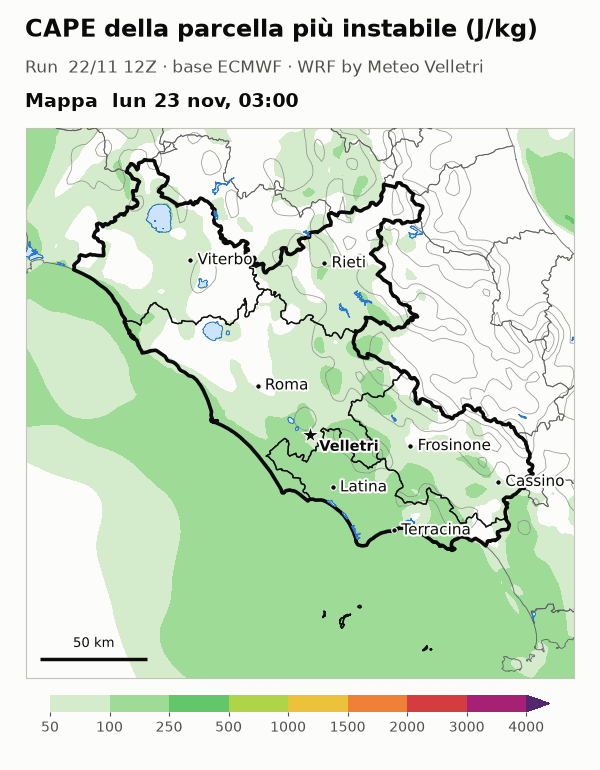 CAPE della parcella più instabile (J/kg)
Run  22/11 12Z · base ECMWF · WRF by Meteo Velletri
Mappa  lun 23 nov, 03:00
Viterbo
Rieti
Roma
Velletri
Frosinone
Latina
Cassino
Terracina
50 km
50 100 250 500 1000 1500 2000 3000 4000